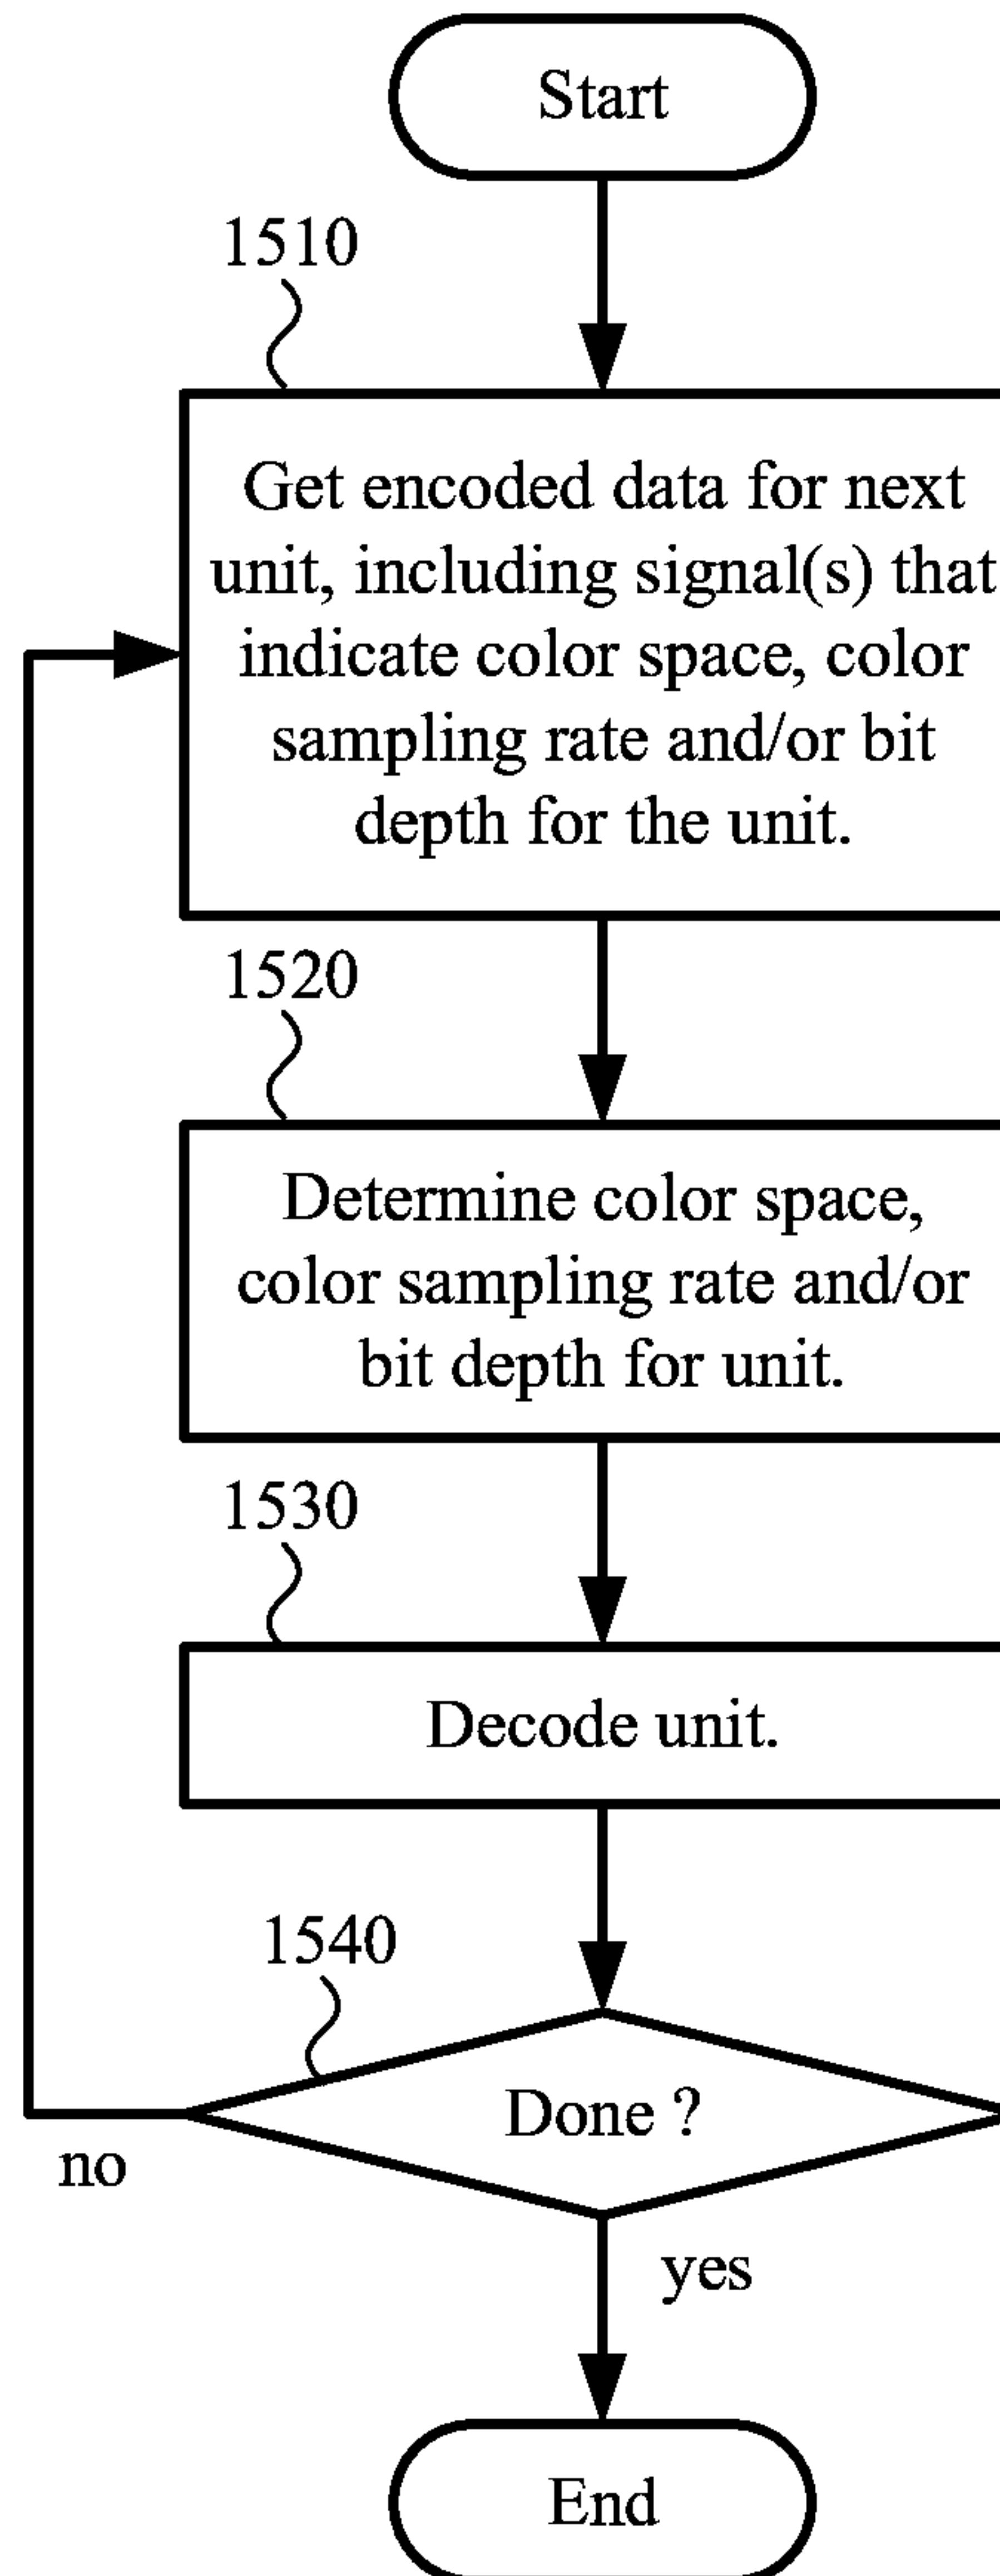 Start
1510
Get encoded data for next
unit, including signal(s) that
indicate color space, color
sampling rate and/or bit
depth for the unit.
1520
Determine color space,
color sampling rate and/or
bit depth for unit.
1530
Decode unit.
1540
Done ?
no
yes
End